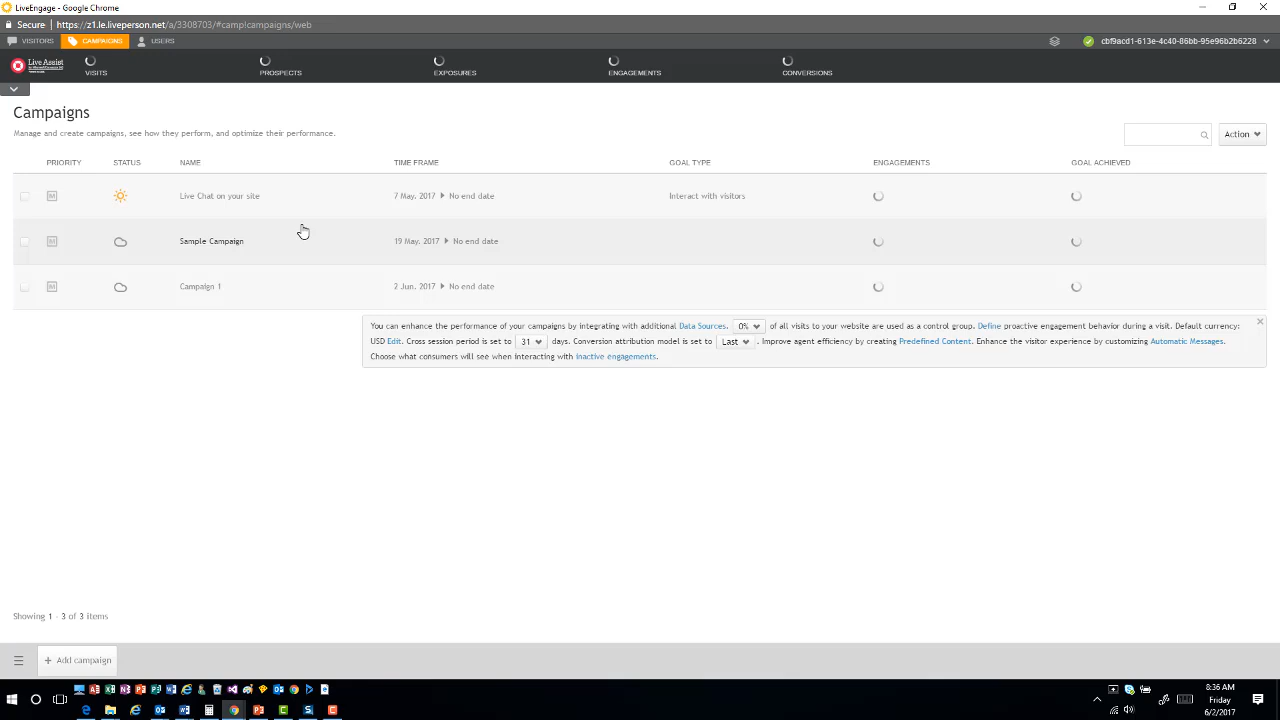 LiveEngage - Google Chrome
Secure https://z1.le.liveperson.net/a/3308703/#camp!campaigns/web
VISITORS CAMPAIGNS USERS cbf9acd1-613e-4c40-86bb-95e96b2b6228
Live Assist
VISITS PROSPECTS EXPOSURES ENGAGEMENTS CONVERSIONS
Campaigns
Manage and create campaigns, see how they perform, and optimize their performance.
Action
PRIORITY STATUS NAME TIME FRAME GOAL TYPE ENGAGEMENTS GOAL ACHIEVED
M Live Chat on your site 7 May. 2017 No end date Interact with visitors
M Sample Campaign 19 May. 2017 No end date
M Campaign 1 2 Jun. 2017 No end date
You can enhance the performance of your campaigns by integrating with additional Data Sources. 0% of all visits to your website are used as a control group. Define proactive engagement behavior during a visit. Default currency:
USD Edit. Cross session period is set to 31 days. Conversion attribution model is set to Last . Improve agent efficiency by creating Predefined Content. Enhance the visitor experience by customizing Automatic Messages.
Choose what consumers will see when interacting with inactive engagements.
Showing 1 - 3 of 3 items
+ Add campaign
8:36 AM
Friday
6/2/2017